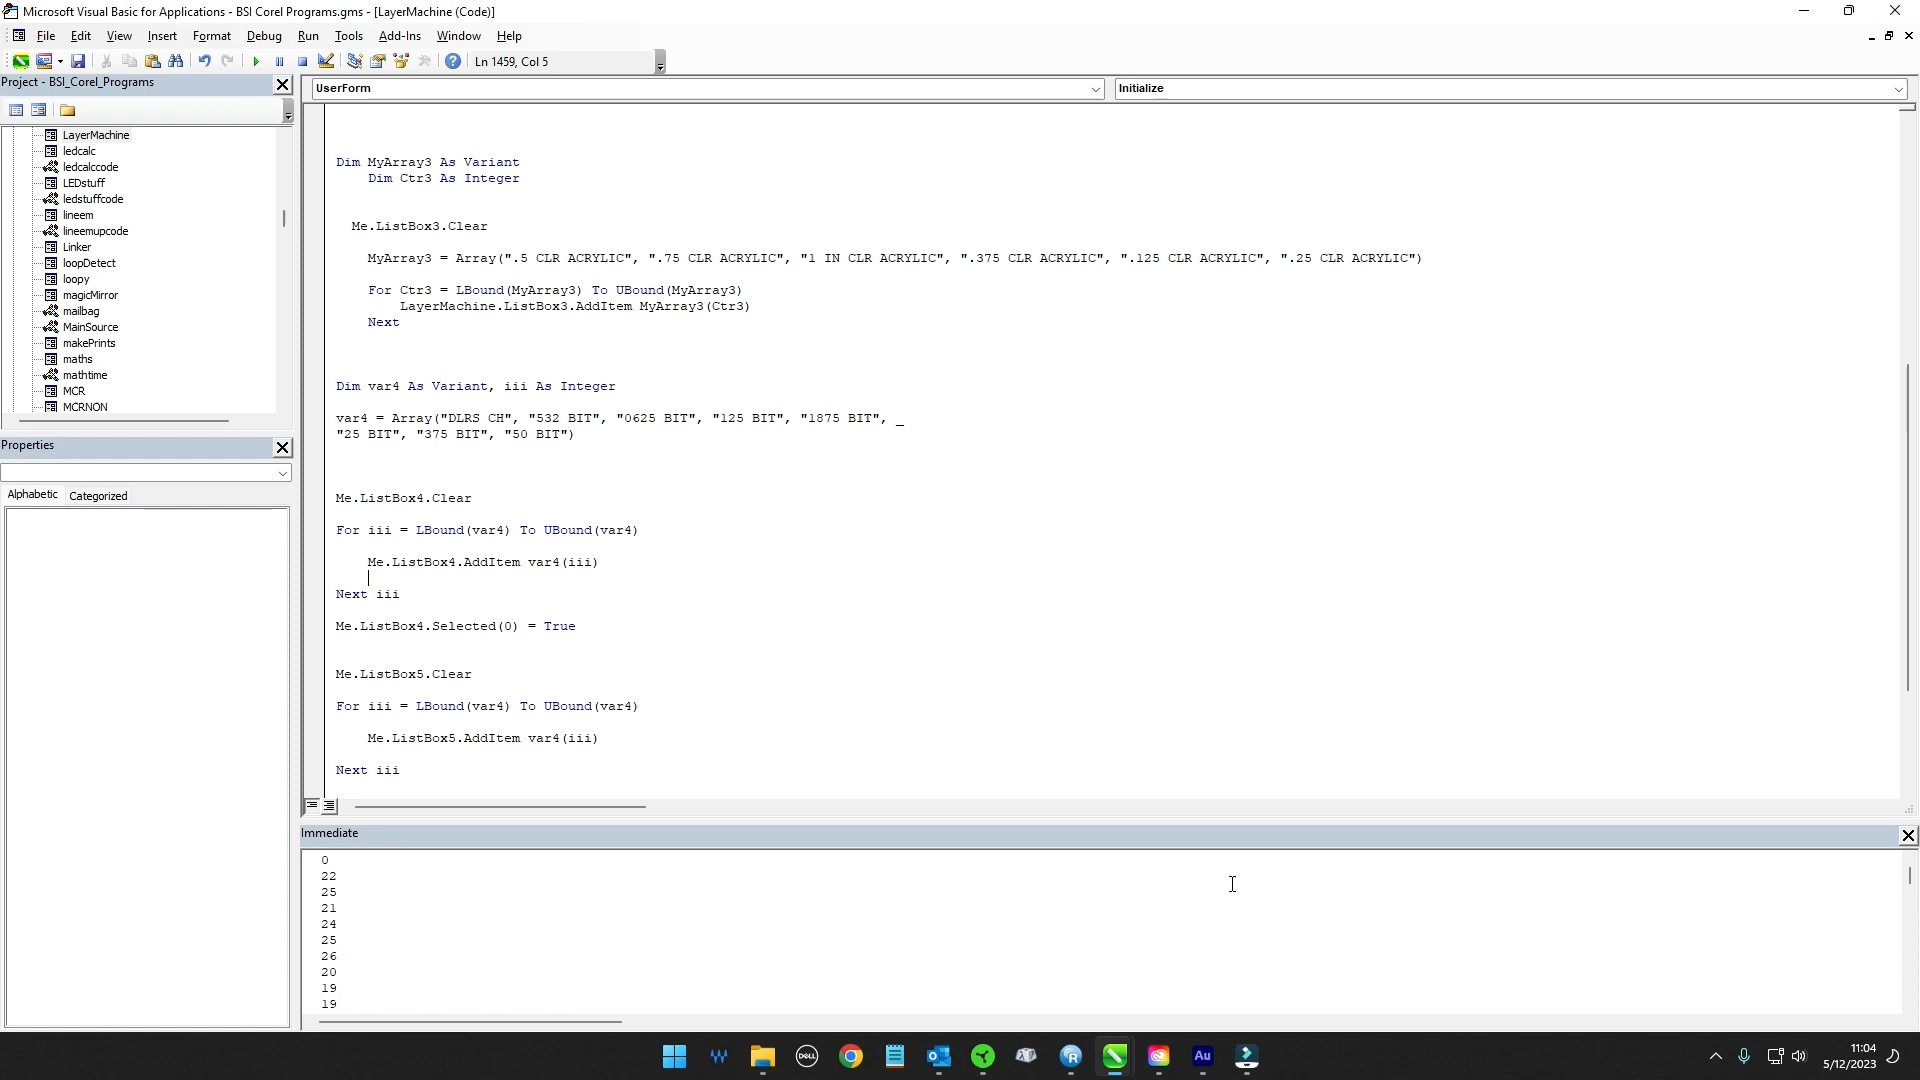 Microsoft Visual Basic for Applications - BSI Corel Programs.gms - [LayerMachine (Code)]
File Edit View Insert Format Debug Run Tools Add-Ins Window Help
Ln 1459, Col 5
Project - BSI_Corel_Programs
LayerMachine
ledcalc
ledcalccode
LEDstuff
ledstuffcode
lineem
lineemupcode
Linker
loopDetect
loopy
magicMirror
mailbag
MainSource
makePrints
maths
mathtime
MCR
MCRNON
Properties
Alphabetic Categorized
UserForm Initialize
Dim MyArray3 As Variant
Dim Ctr3 As Integer
Me.ListBox3.Clear
MyArray3 = Array(".5 CLR ACRYLIC", ".75 CLR ACRYLIC", "1 IN CLR ACRYLIC", ".375 CLR ACRYLIC", ".125 CLR ACRYLIC", ".25 CLR ACRYLIC")
For Ctr3 = LBound(MyArray3) To UBound(MyArray3)
LayerMachine.ListBox3.AddItem MyArray3(Ctr3)
Next
Dim var4 As Variant, iii As Integer
var4 = Array("DLRS CH", "532 BIT", "0625 BIT", "125 BIT", "1875 BIT", _
"25 BIT", "375 BIT", "50 BIT")
Me.ListBox4.Clear
For iii = LBound(var4) To UBound(var4)
Me.ListBox4.AddItem var4(iii)
Next iii
Me.ListBox4.Selected(0) = True
Me.ListBox5.Clear
For iii = LBound(var4) To UBound(var4)
Me.ListBox5.AddItem var4(iii)
Next iii
Immediate
0
22
25
21
24
25
26
20
19
19
DELL
R
Au
11:04
5/12/2023